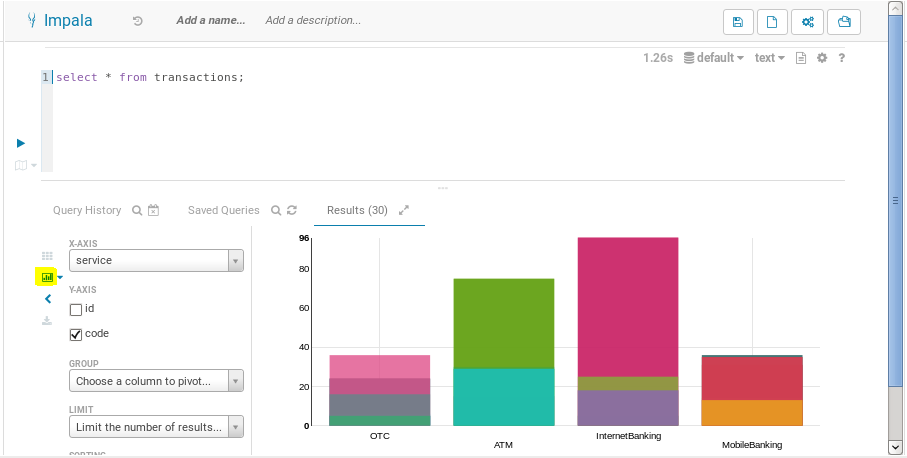 Impala Add a name... Add a description...
1.26s default text ?
1 select * from transactions;
Query History Saved Queries Results (30)
X-AXIS
service
Y-AXIS
id
code
GROUP
Choose a column to pivot...
LIMIT
Limit the number of results...
96
80
60
40
20
0
OTC ATM InternetBanking MobileBanking